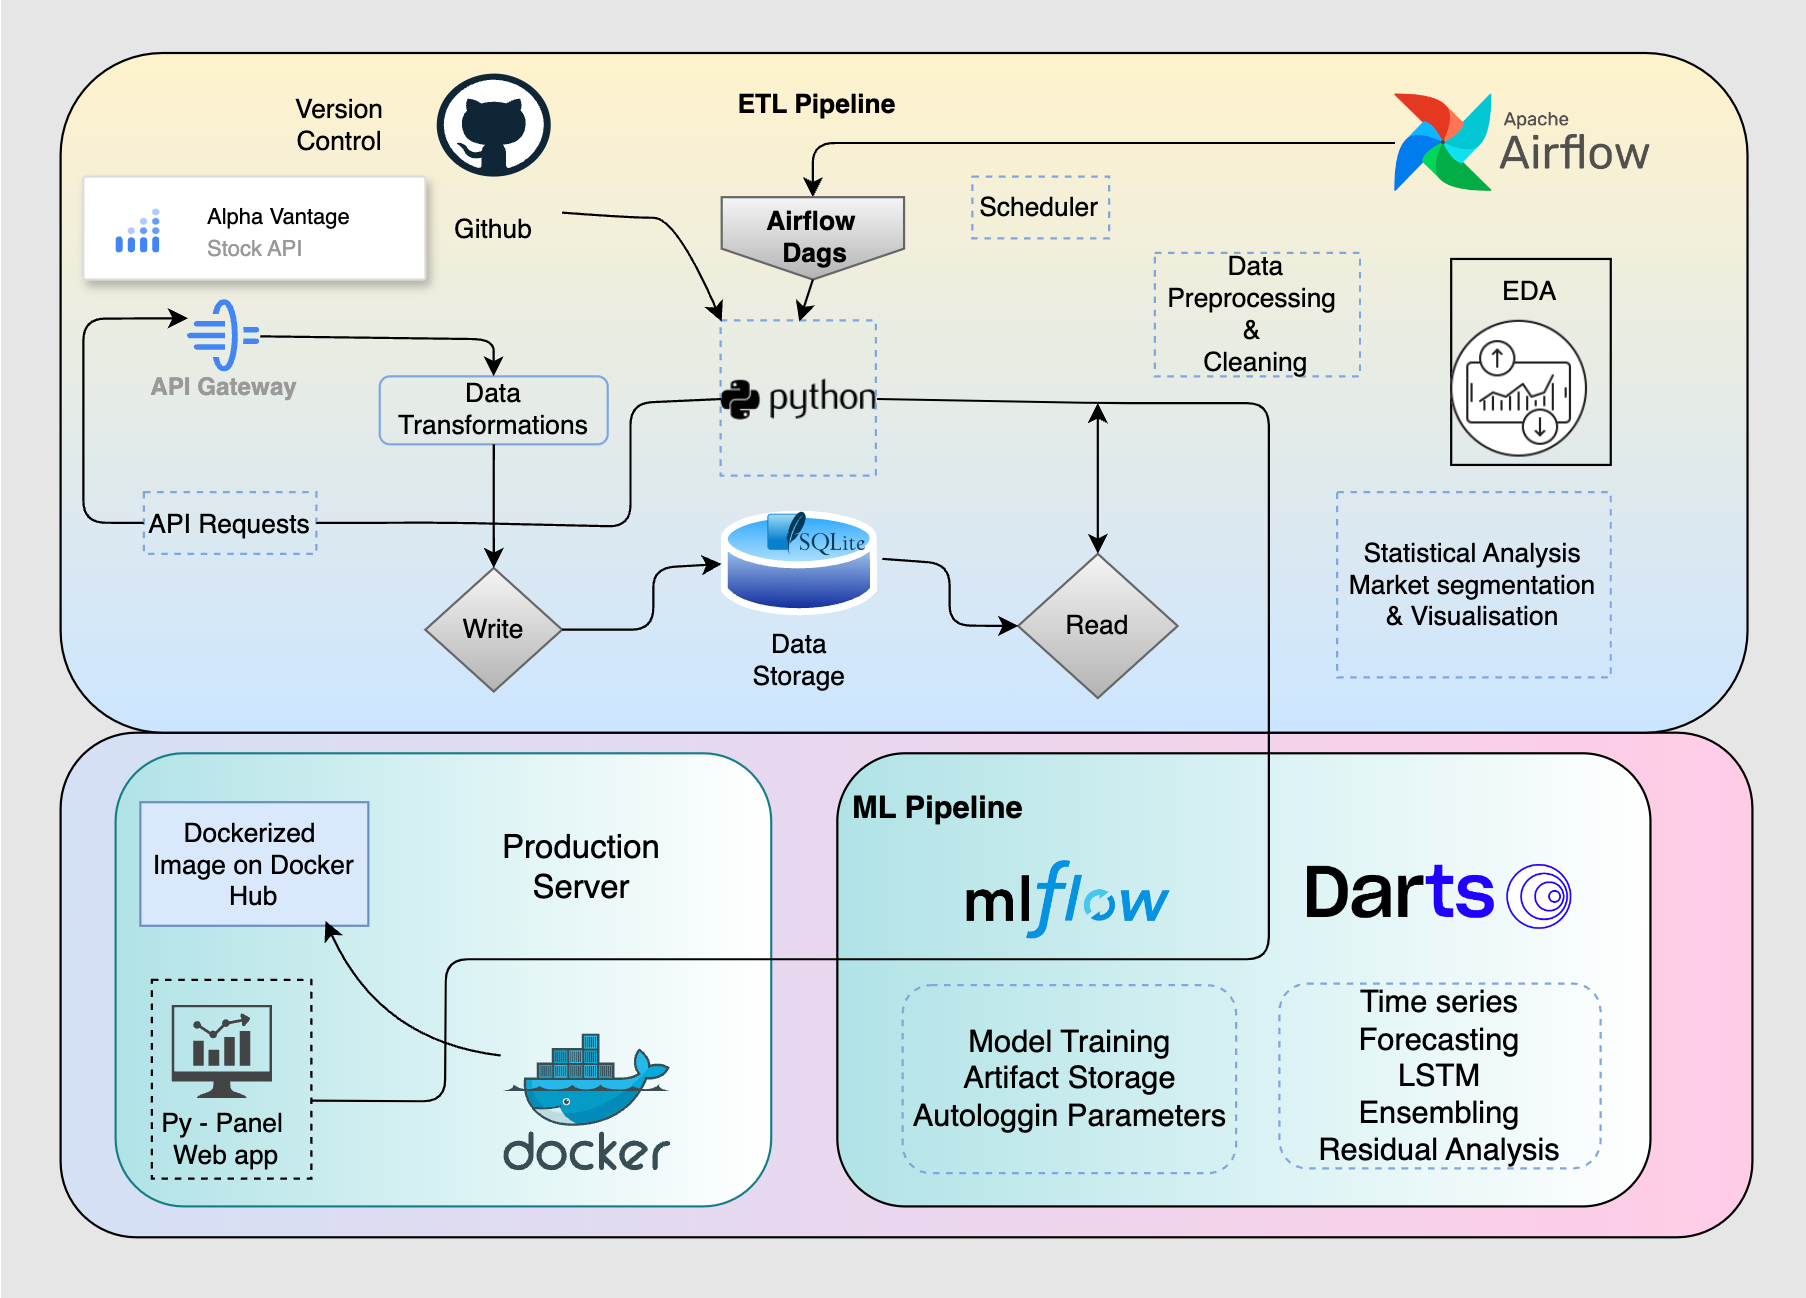 Version
Control
ETL Pipeline
Apache
Airflow
Alpha Vantage
Stock API
Github
Airflow
Dags
Scheduler
Data
Preprocessing
&
Cleaning
EDA
API Gateway
Data
Transformations
python
API Requests
SQLite
Write
Data
Storage
Read
Statistical Analysis
Market segmentation
& Visualisation
Dockerized
Image on Docker
Hub
Production
Server
Py - Panel
Web app
docker
ML Pipeline
mlflow
Darts
Model Training
Artifact Storage
Autologgin Parameters
Time series
Forecasting
LSTM
Ensembling
Residual Analysis